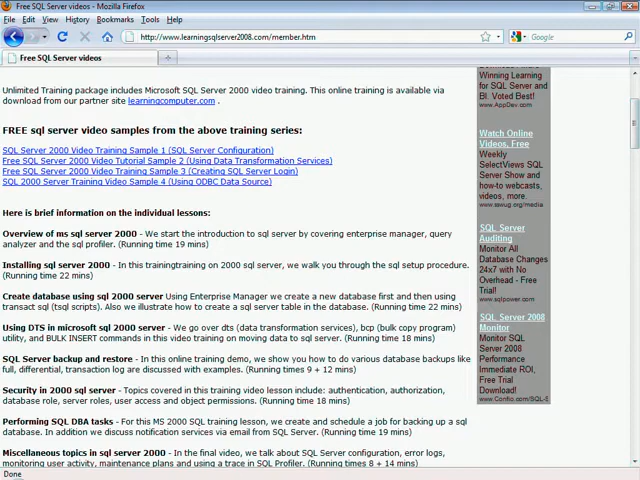 Free SQL Server videos - Mozilla Firefox
File Edit View History Bookmarks Tools Help
http://www.learningsqlserver2008.com/member.htm
Google
Free SQL Server videos
Unlimited Training package includes Microsoft SQL Server 2000 video training. This online training is available via
download from our partner site learningcomputer.com .
FREE sql server video samples from the above training series:
SQL Server 2000 Video Training Sample 1 (SQL Server Configuration)
Free SQL Server 2000 Video Tutorial Sample 2 (Using Data Transformation Services)
Free SQL Server 2000 Video Training Sample 3 (Creating SQL Server Login)
SQL 2000 Server Training Video Sample 4 (Using ODBC Data Source)
Here is brief information on the individual lessons:
Overview of ms sql server 2000 - We start the introduction to sql server by covering enterprise manager, query
analyzer and the sql profiler. (Running time 19 mins)
Installing sql server 2000 - In this trainingtraining on 2000 sql server, we walk you through the sql setup procedure.
(Running time 22 mins)
Create database using sql 2000 server Using Enterprise Manager we create a new database first and then using
transact sql (tsql scripts). Also we illustrate how to create a sql server table in the database. (Running time 22 mins)
Using DTS in microsoft sql 2000 server - We go over dts (data transformation services), bcp (bulk copy program)
utility, and BULK INSERT commands in this video training on moving data to sql server. (Running time 18 mins)
SQL Server backup and restore - In this online training demo, we show you how to do various database backups like
full, differential, transaction log are discussed with examples. (Running times 9 + 12 mins)
Security in 2000 sql server - Topics covered in this training video lesson include: authentication, authorization,
database role, server roles, user access and object permissions. (Running time 18 mins)
Performing SQL DBA tasks - For this MS 2000 SQL training lesson, we create and schedule a job for backing up a sql
database. In addition we discuss notification services via email from SQL Server. (Running time 19 mins)
Miscellaneous topics in sql server 2000 - In the final video, we talk about SQL Server configuration, error logs,
monitoring user activity, maintenance plans and using a trace in SQL Profiler. (Running times 8 + 14 mins)
Winning Learning
for SQL Server and
BI. Voted Best!
www.AppDev.com
Watch Online
Videos, Free
Weekly
SelectViews SQL
Server Show and
how-to webcasts,
videos, more.
www.sswug.org/media
SQL Server
Auditing
Monitor All
Database Changes
24x7 with No
Overhead - Free
Trial!
www.sqlpower.com
SQL Server 2008
Monitor
Monitor SQL
Server 2008
Performance
Immediate ROI,
Free Trial
Download!
www.Confio.com/SQL-S
Done